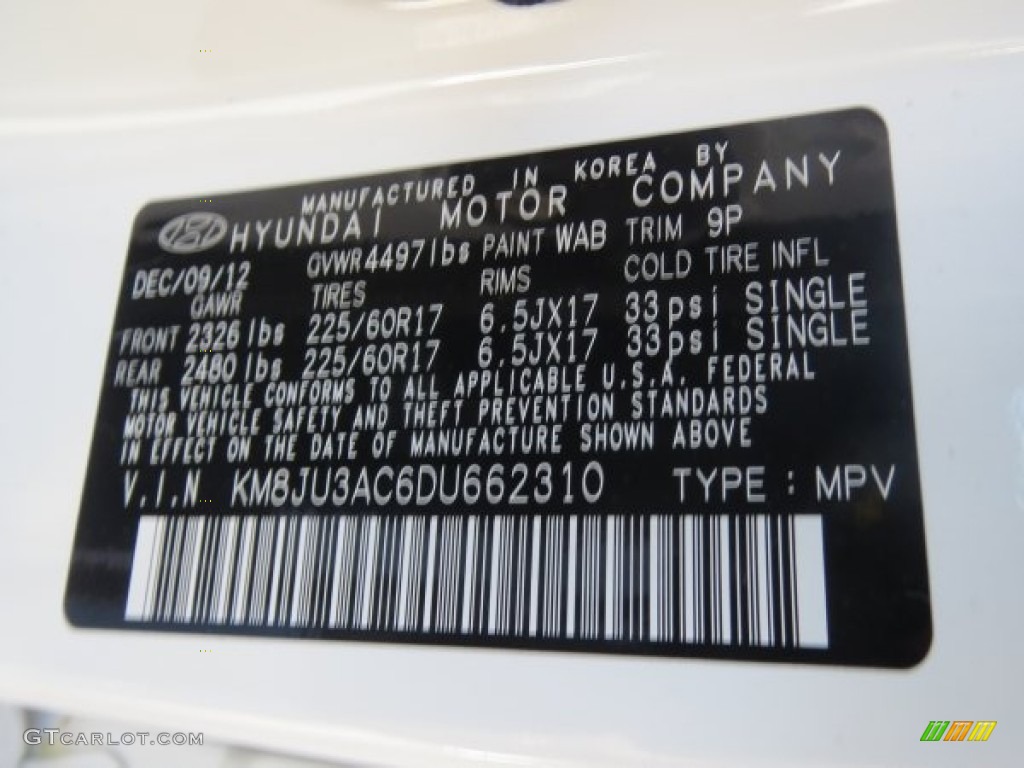 MANUFACTURED IN KOREA BY
HYUNDAI MOTOR COMPANY
DEC/09/12 GVWR4497lbs PAINT WAB TRIM 9P
GAWR TIRES RIMS COLD TIRE INFL
FRONT 2326lbs 225/60R17 6.5JX17 33psi SINGLE
REAR 2480lbs 225/60R17 6.5JX17 33psi SINGLE
THIS VEHICLE CONFORMS TO ALL APPLICABLE U.S.A. FEDERAL
MOTOR VEHICLE SAFETY AND THEFT PREVENTION STANDARDS
IN EFFECT ON THE DATE OF MANUFACTURE SHOWN ABOVE
V.I.N KM8JU3AC6DU662310 TYPE : MPV
GTCARLOT.COM